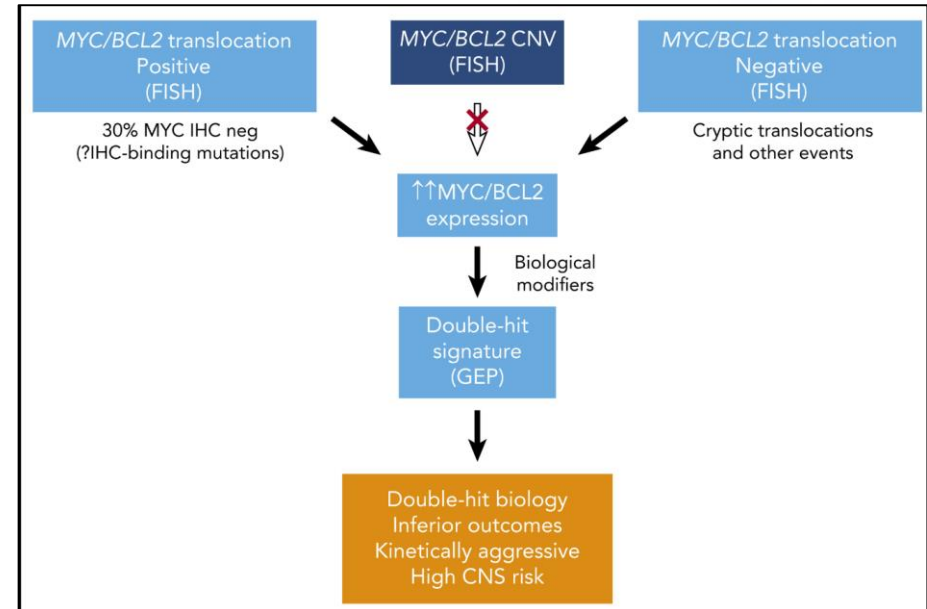 MYC/BCL2 translocation
Positive
(FISH)
MYC/BCL2 CNV
(FISH)
MYC/BCL2 translocation
Negative
(FISH)
30% MYC IHC neg
(?IHC-binding mutations)
Cryptic translocations
and other events
↑↑MYC/BCL2
expression
Biological
modifiers
Double-hit
signature
(GEP)
Double-hit biology
Inferior outcomes
Kinetically aggressive
High CNS risk